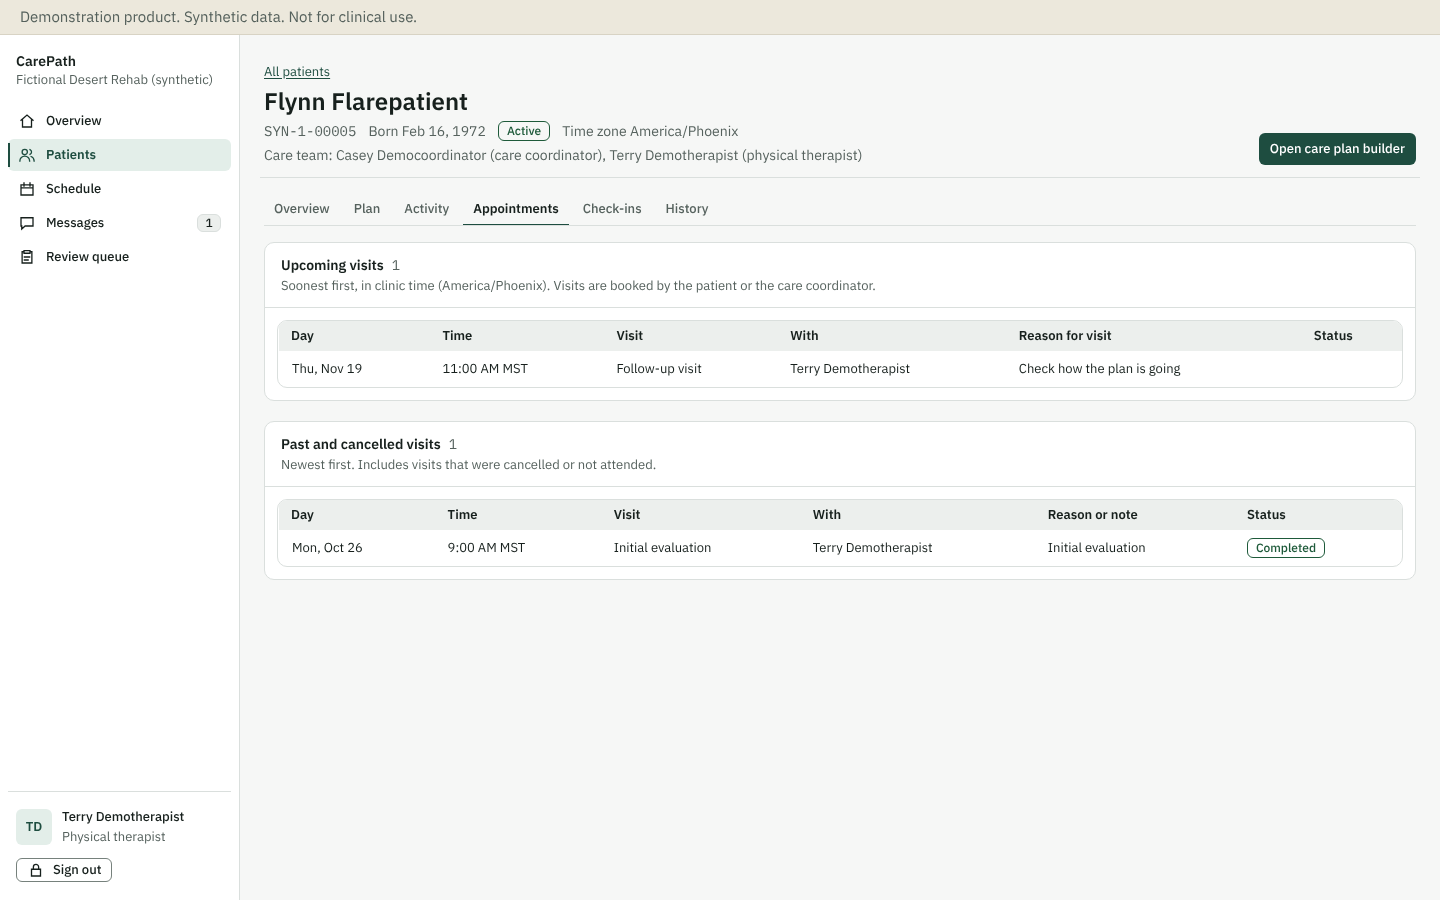 Demonstration product. Synthetic data. Not for clinical use.
CarePath
Fictional Desert Rehab (synthetic)
Overview
Patients
Schedule
Messages 1
Review queue
Terry Demotherapist
TD
Physical therapist
Sign out
All patients
Flynn Flarepatient
SYN-1-00005 Born Feb 16, 1972 Active Time zone America/Phoenix
Care team: Casey Democoordinator (care coordinator), Terry Demotherapist (physical therapist)
Open care plan builder
Overview Plan Activity Appointments Check-ins History
Upcoming visits 1
Soonest first, in clinic time (America/Phoenix). Visits are booked by the patient or the care coordinator.
Day Time Visit With Reason for visit Status
Thu, Nov 19 11:00 AM MST Follow-up visit Terry Demotherapist Check how the plan is going
Past and cancelled visits 1
Newest first. Includes visits that were cancelled or not attended.
Day Time Visit With Reason or note Status
Mon, Oct 26 9:00 AM MST Initial evaluation Terry Demotherapist Initial evaluation Completed